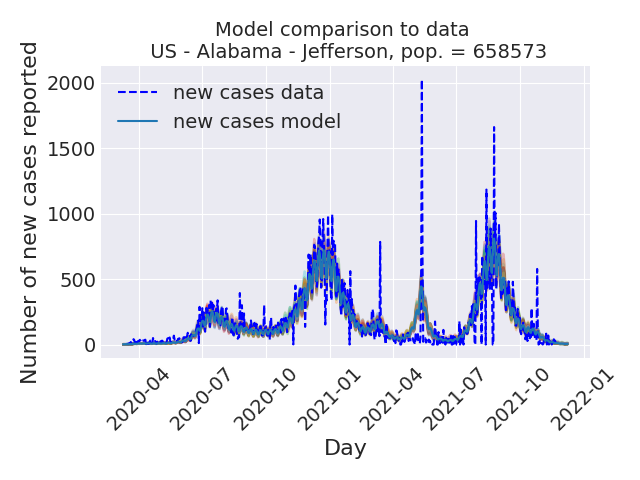 Model comparison to data
US - Alabama - Jefferson, pop. = 658573
new cases data
new cases model
Number of new cases reported
2000
1500
1000
500
0
2020-04
2020-07
2020-10
2021-01
2021-04
2021-07
2021-10
2022-01
Day